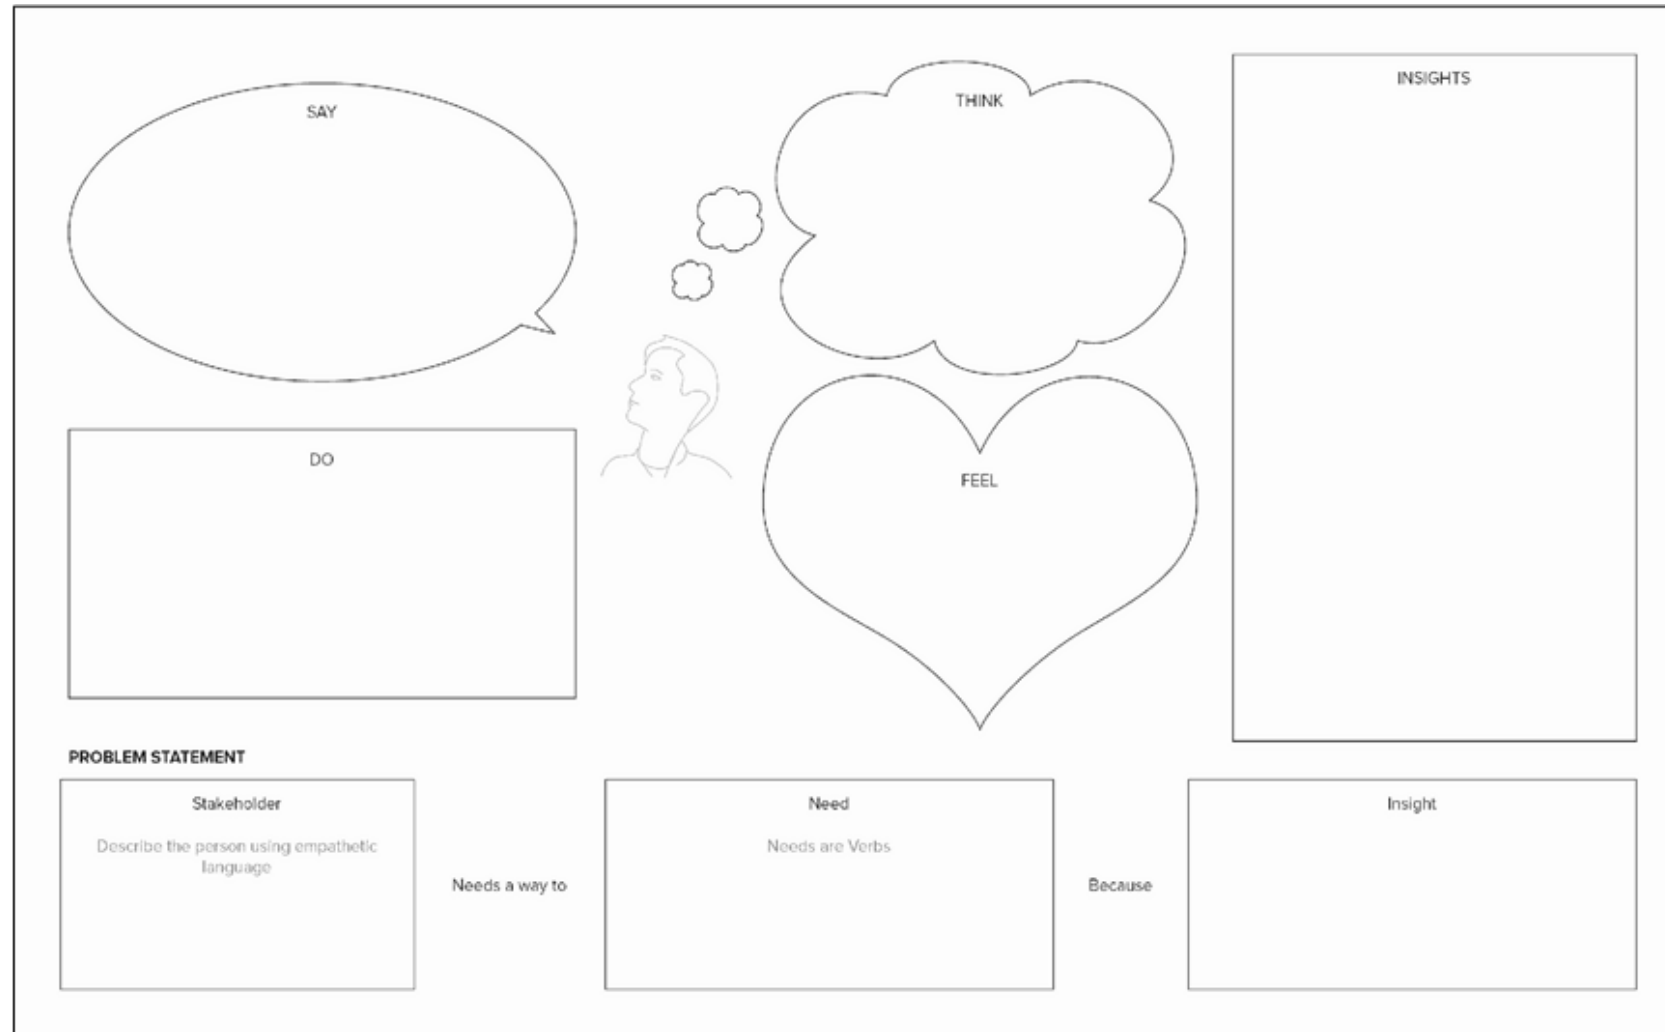 SAY
THINK
INSIGHTS
DO
FEEL
PROBLEM STATEMENT
Stakeholder
Describe the person using empathetic
language
Needs a way to
Need
Needs are Verbs
Because
Insight